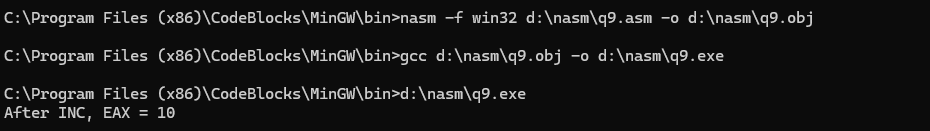 C:\Program Files (x86)\CodeBlocks\MinGW\bin>nasm -f win32 d:\nasm\q9.asm -o d:\nasm\q9.obj
C:\Program Files (x86)\CodeBlocks\MinGW\bin>gcc d:\nasm\q9.obj -o d:\nasm\q9.exe
C:\Program Files (x86)\CodeBlocks\MinGW\bin>d:\nasm\q9.exe
After INC, EAX = 10